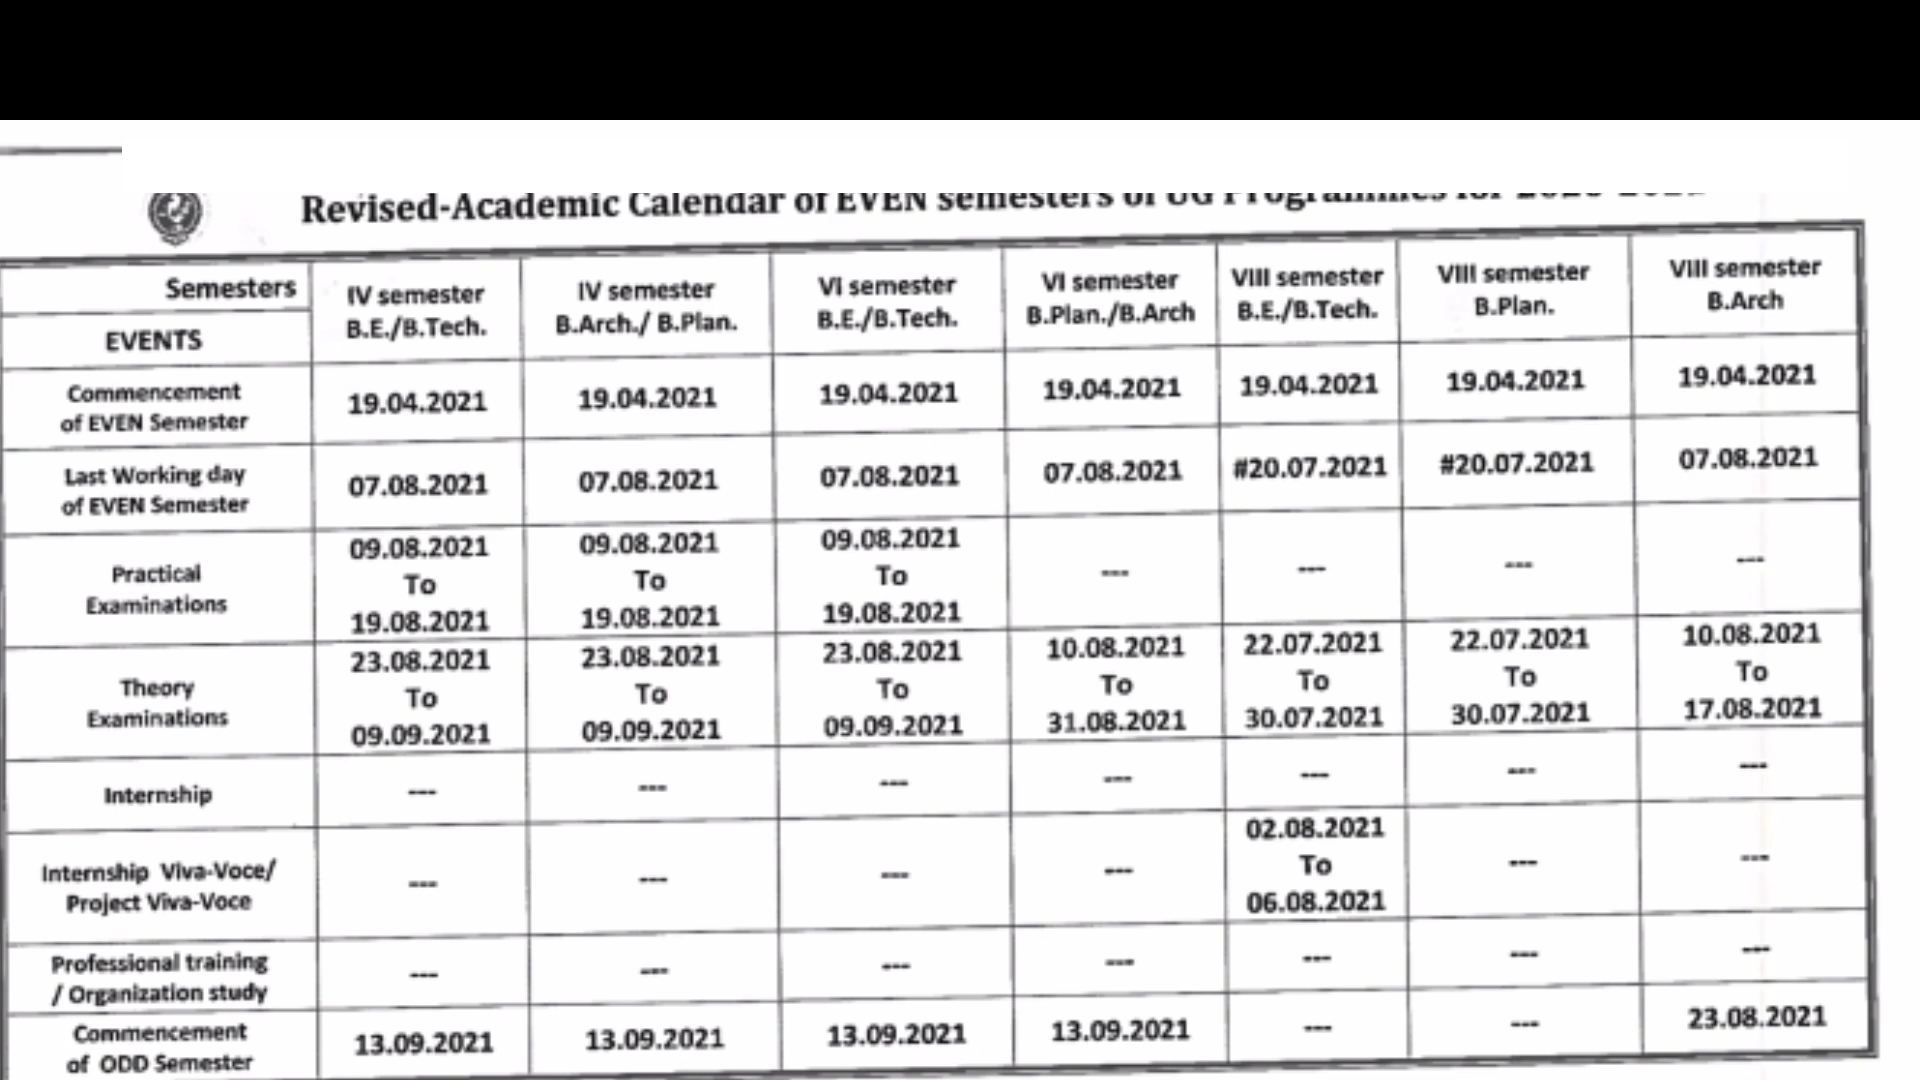 Revised-Academic Calendar of EVEN semesters of UG Programmes for
Semesters
EVENTS
IV semester
B.E./B.Tech.
IV semester
B.Arch./ B.Plan.
VI semester
B.E./B.Tech.
VI semester
B.Plan./B.Arch
VIII semester
B.E./B.Tech.
VIII semester
B.Plan.
VIII semester
B.Arch
Commencement
of EVEN Semester
19.04.2021
19.04.2021
19.04.2021
19.04.2021
19.04.2021
19.04.2021
19.04.2021
Last Working day
of EVEN Semester
07.08.2021
07.08.2021
07.08.2021
07.08.2021
#20.07.2021
#20.07.2021
07.08.2021
Practical
Examinations
09.08.2021
To
19.08.2021
09.08.2021
To
19.08.2021
09.08.2021
To
19.08.2021
---
---
---
---
Theory
Examinations
23.08.2021
To
09.09.2021
23.08.2021
To
09.09.2021
23.08.2021
To
09.09.2021
10.08.2021
To
31.08.2021
22.07.2021
To
30.07.2021
22.07.2021
To
30.07.2021
10.08.2021
To
17.08.2021
Internship
---
---
---
---
---
---
---
Internship Viva-Voce/
Project Viva-Voce
---
---
---
---
02.08.2021
To
06.08.2021
---
---
Professional training
/ Organization study
---
---
---
---
---
---
---
Commencement
of ODD Semester
13.09.2021
13.09.2021
13.09.2021
13.09.2021
---
---
23.08.2021